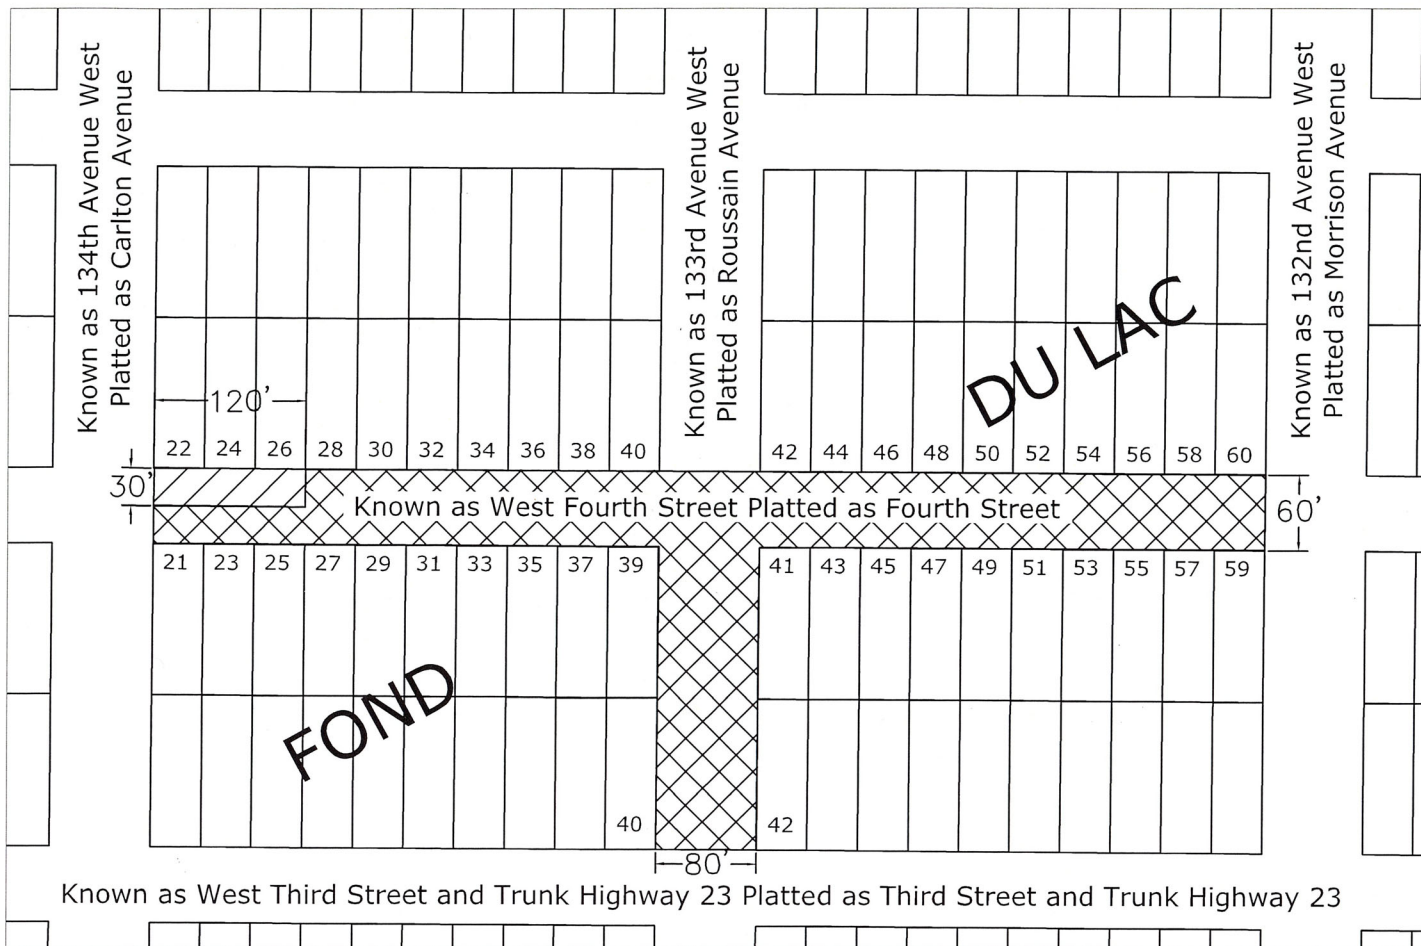 Known as 134th Avenue West
Platted as Carlton Avenue
Known as 133rd Avenue West
Platted as Roussain Avenue
Known as 132nd Avenue West
Platted as Morrison Avenue
DU LAC
120'
22 24 26 28 30 32 34 36 38 40 42 44 46 48 50 52 54 56 58 60
30'
Known as West Fourth Street Platted as Fourth Street
60'
21 23 25 27 29 31 33 35 37 39 41 43 45 47 49 51 53 55 57 59
FOND
40 42
80'
Known as West Third Street and Trunk Highway 23 Platted as Third Street and Trunk Highway 23